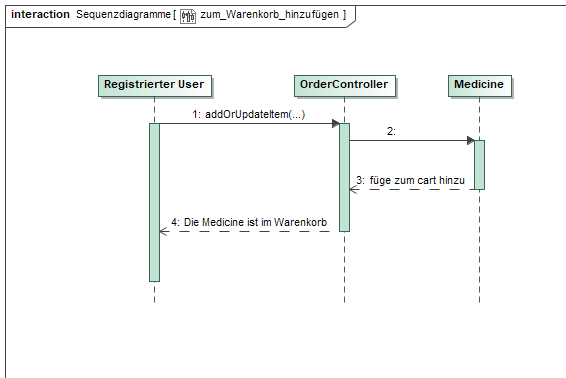 interaction Sequenzdiagramme[ zum_Warenkorb_hinzufügen ]
Registrierter User
OrderController
Medicine
1: addOrUpdateItem(...)
2:
3: füge zum cart hinzu
4: Die Medicine ist im Warenkorb